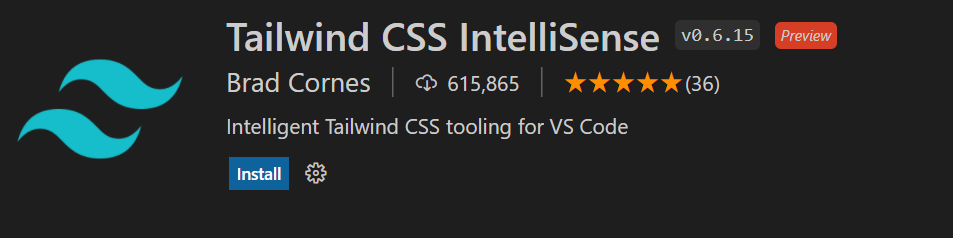 Tailwind CSS IntelliSense v0.6.15 Preview
Brad Cornes 615,865 (36)
Intelligent Tailwind CSS tooling for VS Code
Install